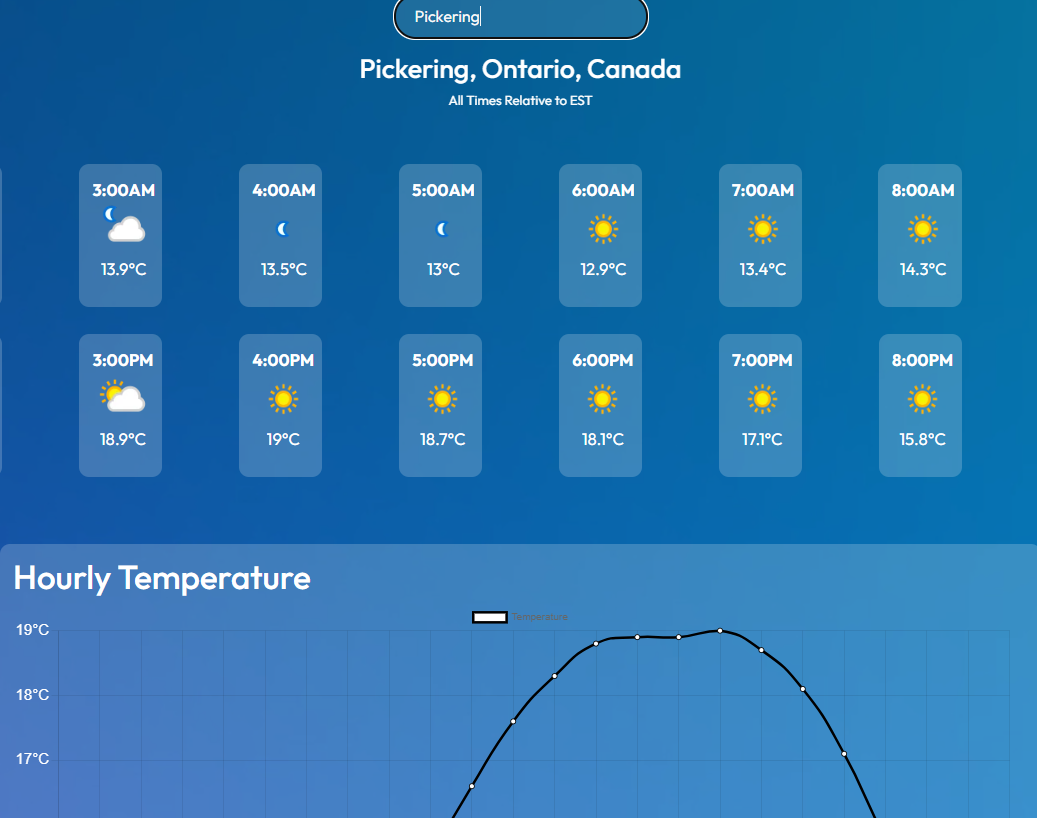 Pickering
Pickering, Ontario, Canada
All Times Relative to EST
3:00AM 4:00AM 5:00AM 6:00AM 7:00AM 8:00AM
13.9°C 13.5°C 13°C 12.9°C 13.4°C 14.3°C
3:00PM 4:00PM 5:00PM 6:00PM 7:00PM 8:00PM
18.9°C 19°C 18.7°C 18.1°C 17.1°C 15.8°C
Hourly Temperature
Temperature
19°C
18°C
17°C